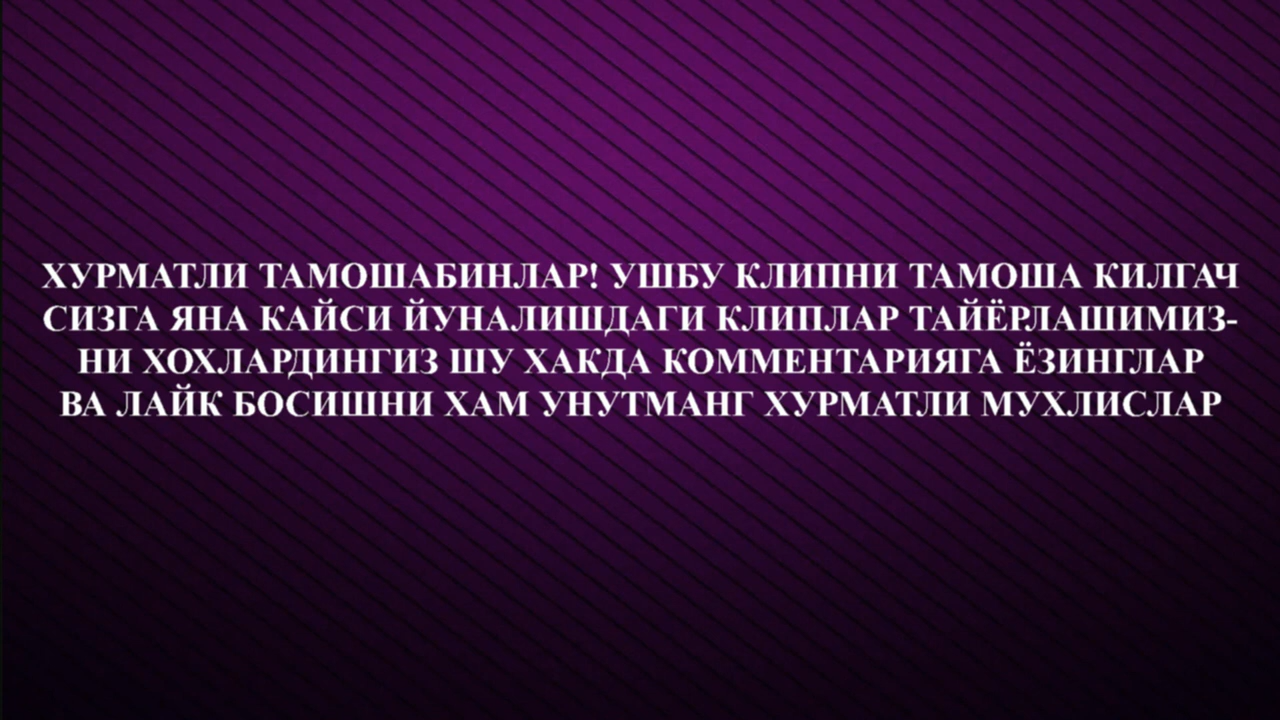 ХУРМАТЛИ ТАМОШАБИНЛАР! УШБУ КЛИПНИ ТАМОША КИЛГАЧ
СИЗГА ЯНА КАЙСИ ЙУНАЛИШДАГИ КЛИПЛАР ТАЙЁРЛАШИМИЗ-
НИ ХОХЛАРДИНГИЗ ШУ ХАКДА КОММЕНТАРИЯГА ЁЗИНГЛАР
ВА ЛАЙК БОСИШНИ ХАМ УНУТМАНГ ХУРМАТЛИ МУХЛИСЛАР